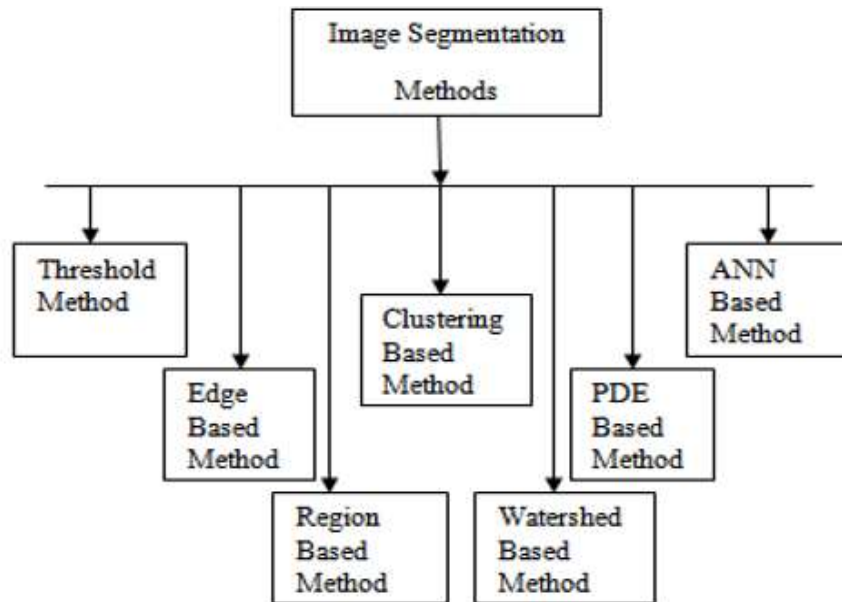 Image Segmentation
Methods
Threshold
Method
Edge
Based
Method
Region
Based
Method
Clustering
Based
Method
Watershed
Based
Method
PDE
Based
Method
ANN
Based
Method